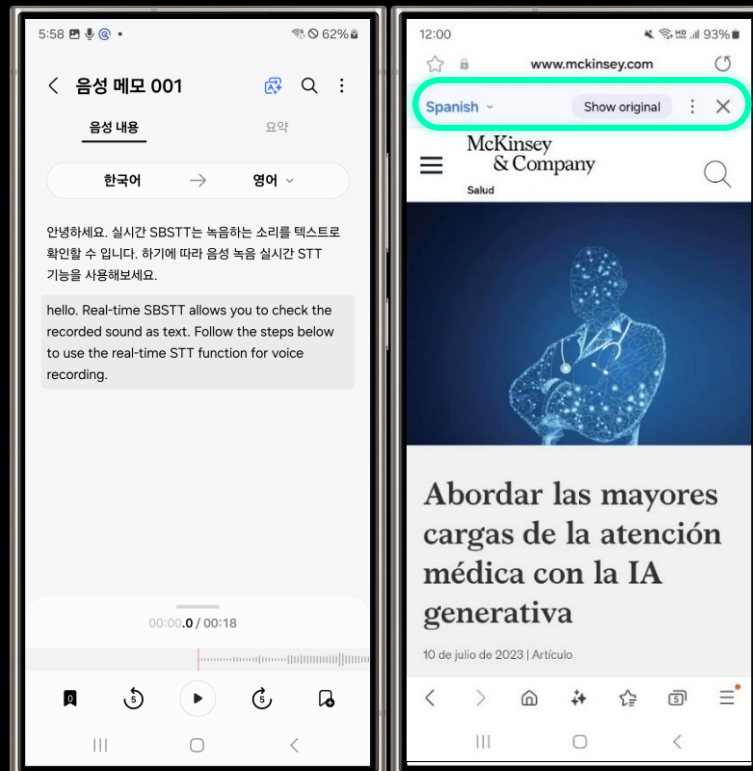 5:58 62%
음성 메모 001
음성 내용 요약
한국어 → 영어
안녕하세요. 실시간 SBSTT는 녹음하는 소리를 텍스트로
확인할 수 입니다. 하기에 따라 음성 녹음 실시간 STT
기능을 사용해보세요.
hello. Real-time SBSTT allows you to check the
recorded sound as text. Follow the steps below
to use the real-time STT function for voice
recording.
00:00.0 / 00:18
0 5 5
12:00 93%
www.mckinsey.com
Spanish Show original
McKinsey
& Company
Salud
Abordar las mayores
cargas de la atención
médica con la IA
generativa
10 de julio de 2023 | Artículo
5